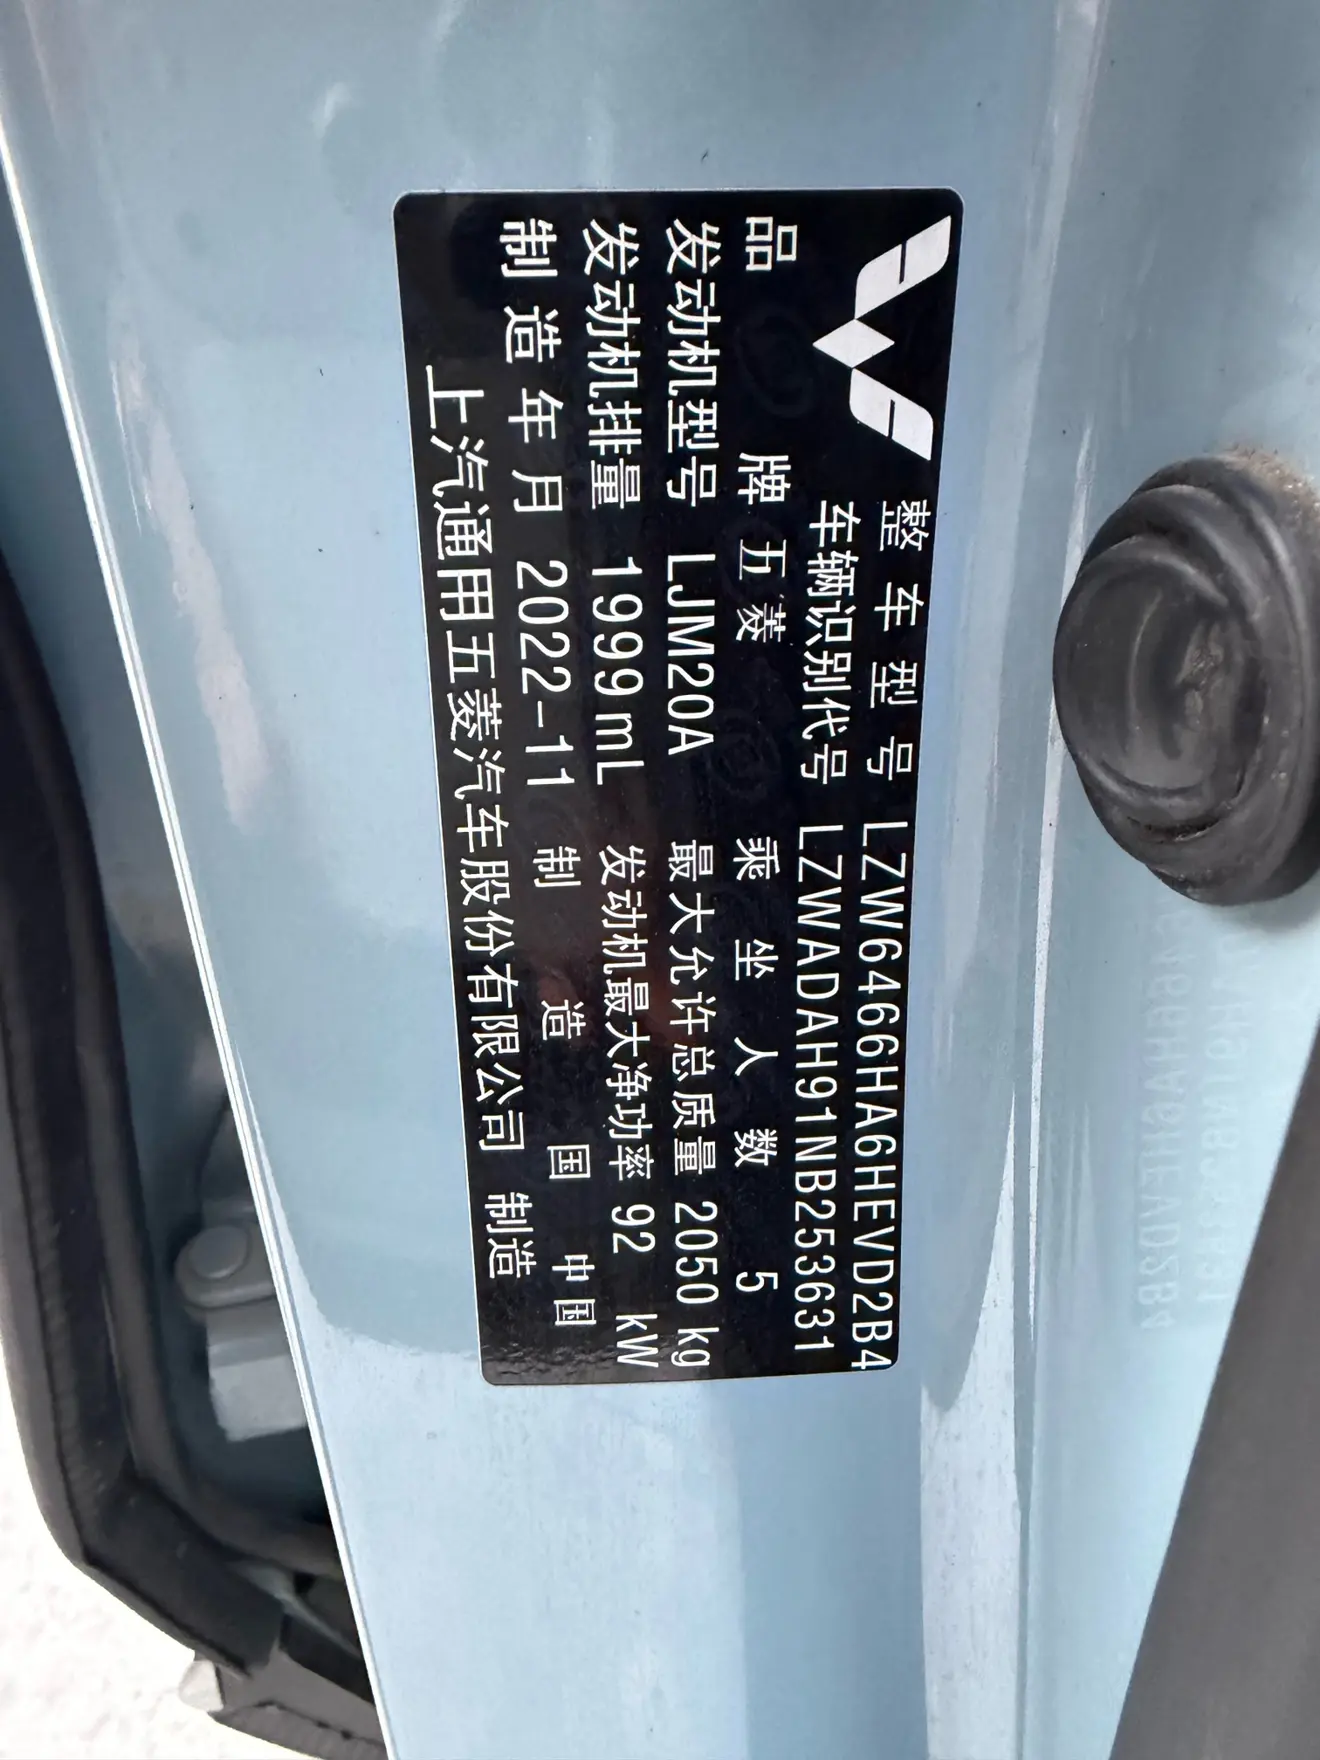 整车型号 LZW6466HA6HEVD2B4
车辆识别代号 LZWADAH91NB253631
品牌 五菱 乘坐人数 5
发动机型号 LJM20A 最大允许总质量 2050 kg
发动机排量 1999mL 发动机最大净功率 92 kW
制造年月 2022-11 制造国 中国
上汽通用五菱汽车股份有限公司 制造